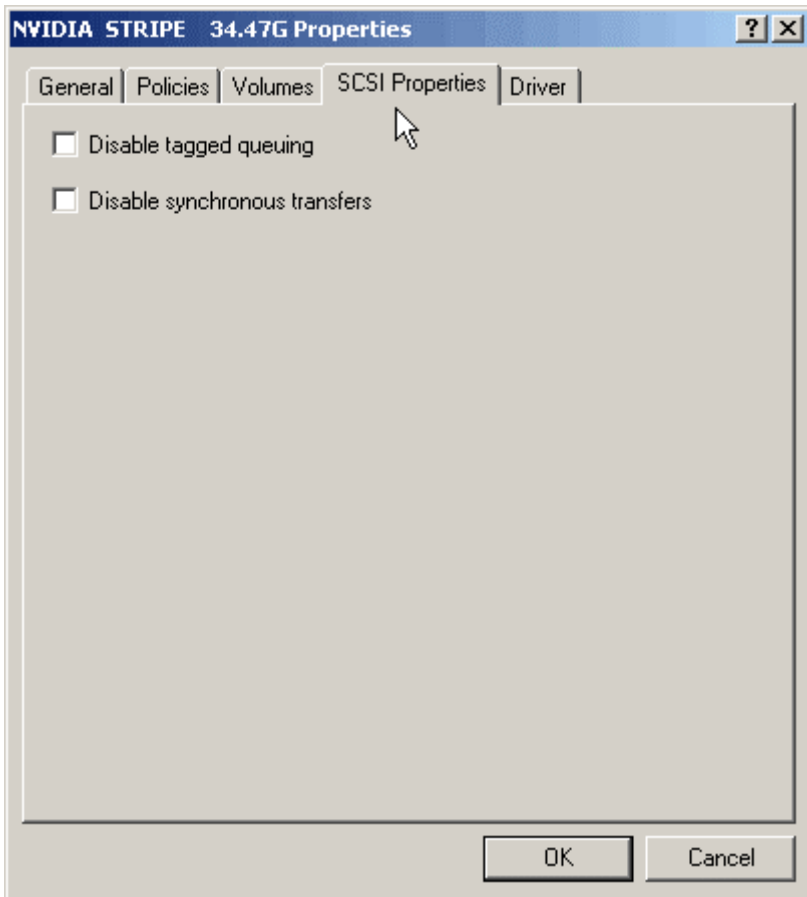 NVIDIA STRIPE 34.47G Properties
General Policies Volumes SCSI Properties Driver
Disable tagged queuing
Disable synchronous transfers
OK Cancel